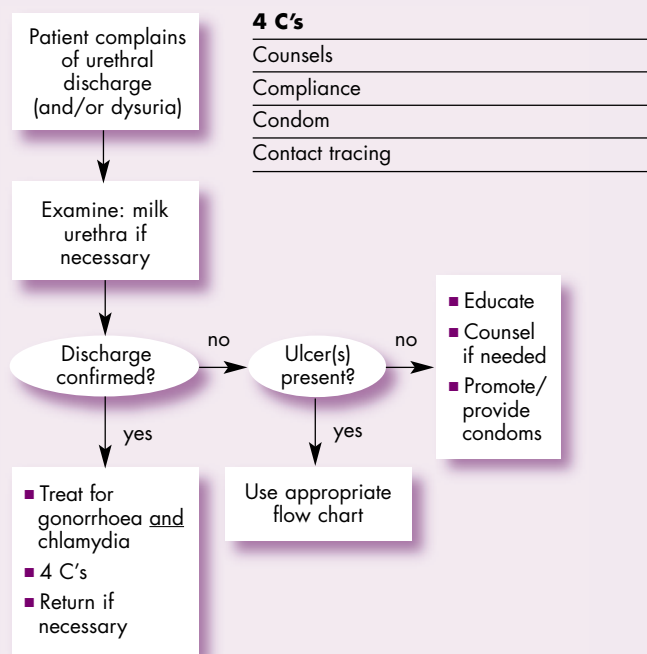 Patient complains
of urethral
discharge
(and/or dysuria)
4 C's
Counsels
Compliance
Condom
Contact tracing
Examine: milk
urethra if
necessary
Discharge
confirmed?
no
Ulcer(s)
present?
no
■ Educate
■ Counsel
if needed
■ Promote/
provide
condoms
yes
yes
■ Treat for
gonorrhoea and
chlamydia
■ 4 C's
■ Return if
necessary
Use appropriate
flow chart